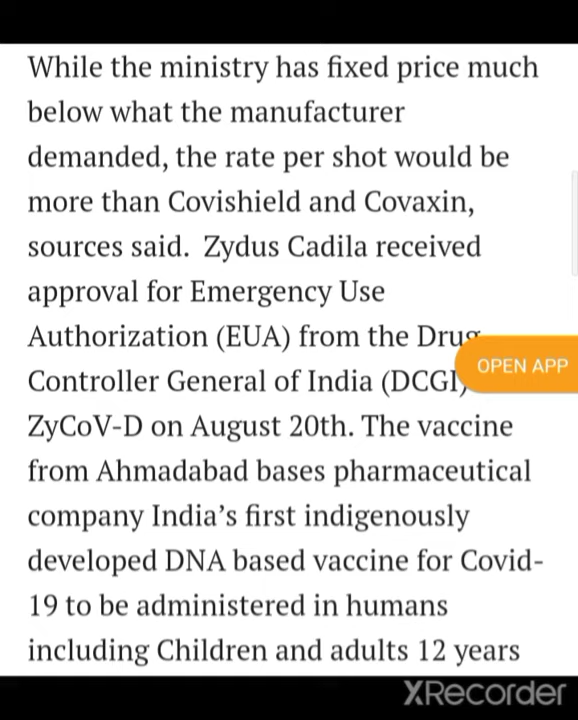 While the ministry has fixed price much
below what the manufacturer
demanded, the rate per shot would be
more than Covishield and Covaxin,
sources said. Zydus Cadila received
approval for Emergency Use
Authorization (EUA) from the Drug
OPEN APP
Controller General of India (DCGI)
ZyCoV-D on August 20th. The vaccine
from Ahmadabad bases pharmaceutical
company India’s first indigenously
developed DNA based vaccine for Covid-
19 to be administered in humans
including Children and adults 12 years
XRecorder